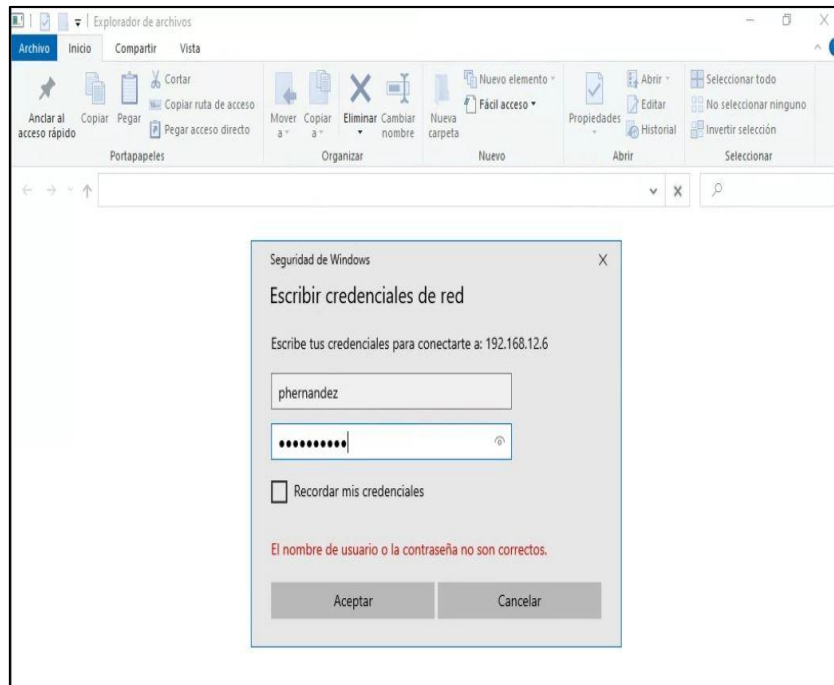 Explorador de archivos
Archivo Inicio Compartir Vista
Anclar al acceso rápido
Copiar
Pegar
Cortar
Copiar ruta de acceso
Pegar acceso directo
Portapapeles
Mover a
Copiar a
Eliminar
Cambiar nombre
Organizar
Nueva carpeta
Nuevo elemento
Fácil acceso
Nuevo
Propiedades
Abrir
Editar
Historial
Abrir
Seleccionar todo
No seleccionar ninguno
Invertir selección
Seleccionar
Seguridad de Windows
Escribir credenciales de red
Escribe tus credenciales para conectarte a: 192.168.12.6
phernandez
Recordar mis credenciales
El nombre de usuario o la contraseña no son correctos.
Aceptar
Cancelar